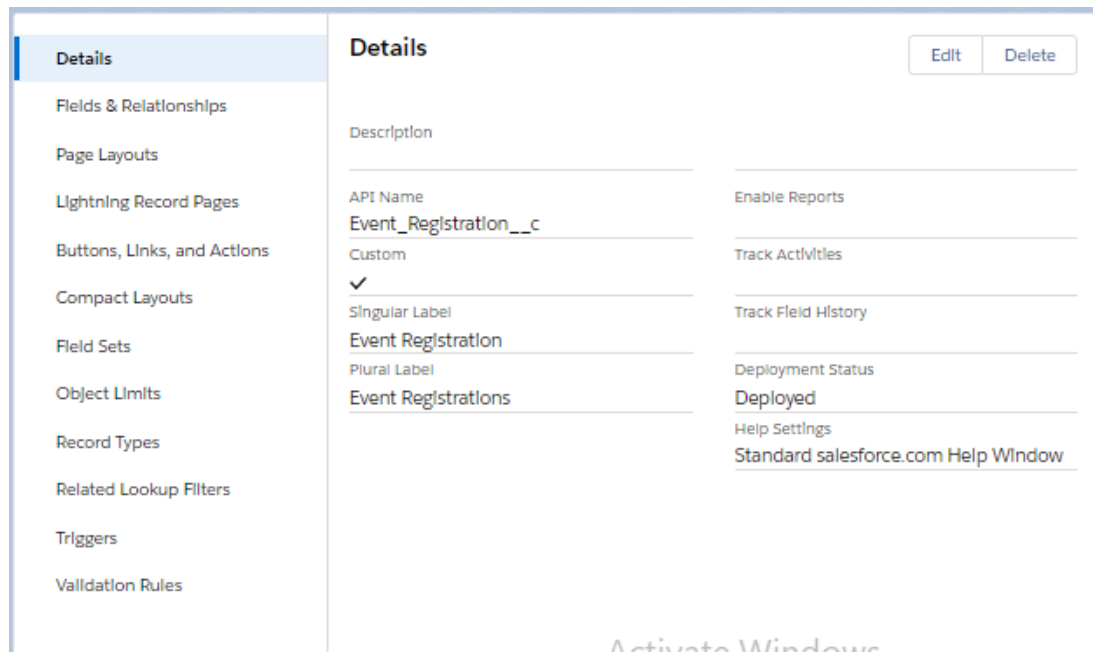 Details
Fields & Relationships
Page Layouts
Lightning Record Pages
Buttons, Links, and Actions
Compact Layouts
Field Sets
Object Limits
Record Types
Related Lookup Filters
Triggers
Validation Rules
Details
Edit
Delete
Description
API Name
Event_Registration__c
Custom
Singular Label
Event Registration
Plural Label
Event Registrations
Enable Reports
Track Activities
Track Field History
Deployment Status
Deployed
Help Settings
Standard salesforce.com Help Window
Activate Windows